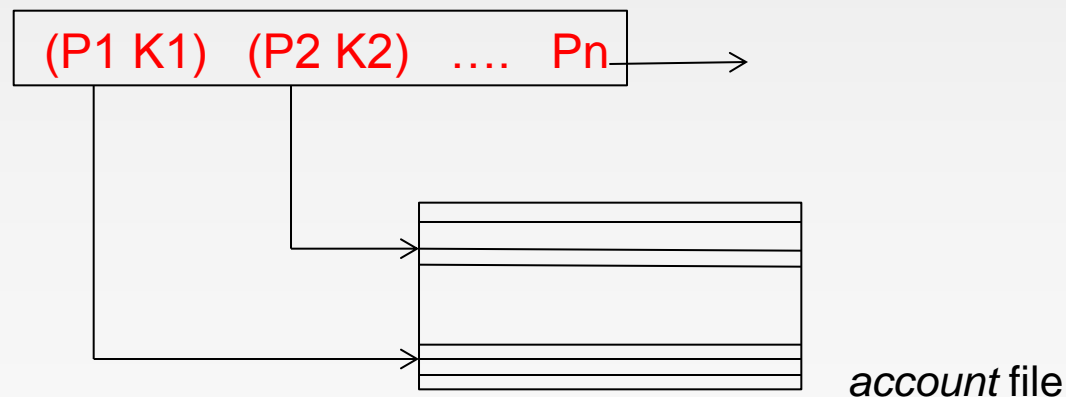 (P1 K1) (P2 K2) …. Pn
account file